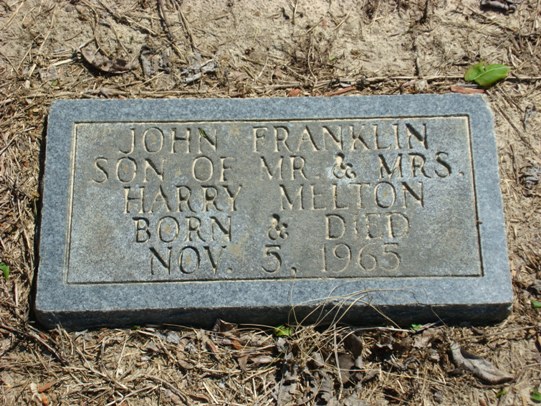 JOHN FRANKLIN
SON OF MR. & MRS.
HARRY MELTON
BORN & DIED
NOV. 5, 1965